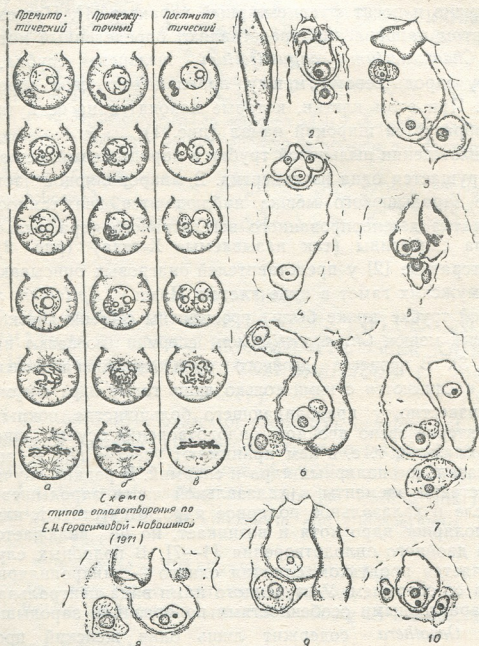 Премито-
тический
Промежу-
точный
Постмито
тический
1
2
3
4
5
6
7
а
б
в
Схема
типов оплодотворения по
Е.Н. Герасимовой-Навашиной
(1971)
8
9
10